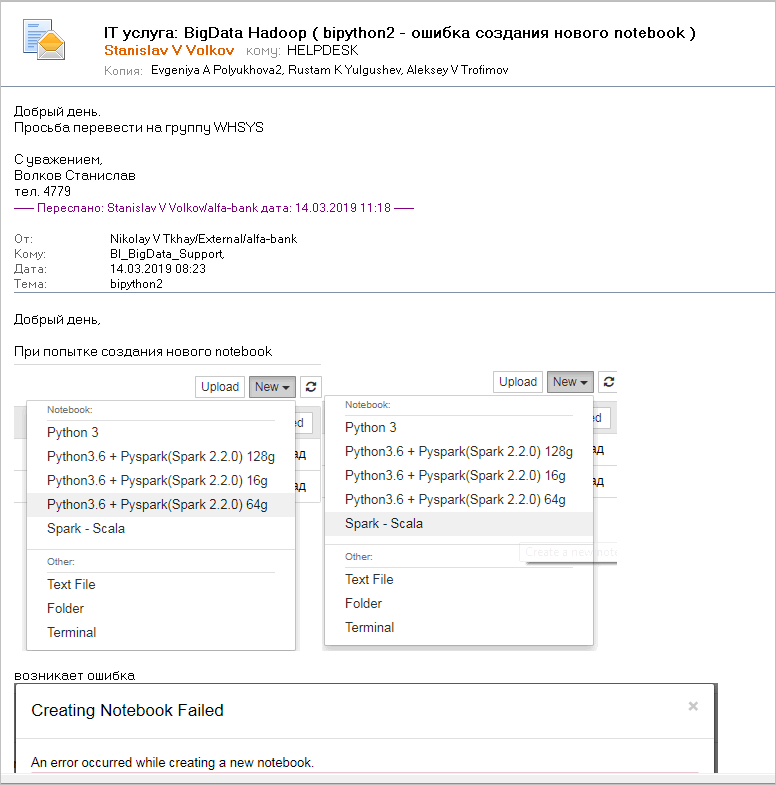 IT услуга: BigData Hadoop ( bipython2 - ошибка создания нового notebook )
Stanislav V Volkov кому: HELPDESK
Копия: Evgeniya A Polyukhova2, Rustam K Yulgushev, Aleksey V Trofimov
Добрый день.
Просьба перевести на группу WHSYS
С уважением,
Волков Станислав
тел. 4779
----- Переслано: Stanislav V Volkov/alfa-bank дата: 14.03.2019 11:18 -----
От: Nikolay V Tkhay/External/alfa-bank
Кому: BI_BigData_Support,
Дата: 14.03.2019 08:23
Тема: bipython2
Добрый день,
При попытке создания нового notebook
Upload New
Notebook:
ed
Python 3
Python3.6 + Pyspark(Spark 2.2.0) 128g
ад
Python3.6 + Pyspark(Spark 2.2.0) 16g
ад
Python3.6 + Pyspark(Spark 2.2.0) 64g
Spark - Scala
Other:
Text File
Folder
Terminal
Upload New
Notebook:
ed
Python 3
Python3.6 + Pyspark(Spark 2.2.0) 128g
ад
Python3.6 + Pyspark(Spark 2.2.0) 16g
ад
Python3.6 + Pyspark(Spark 2.2.0) 64g
Spark - Scala
Create a new note
Other:
Text File
Folder
Terminal
возникает ошибка
Creating Notebook Failed ×
An error occurred while creating a new notebook.